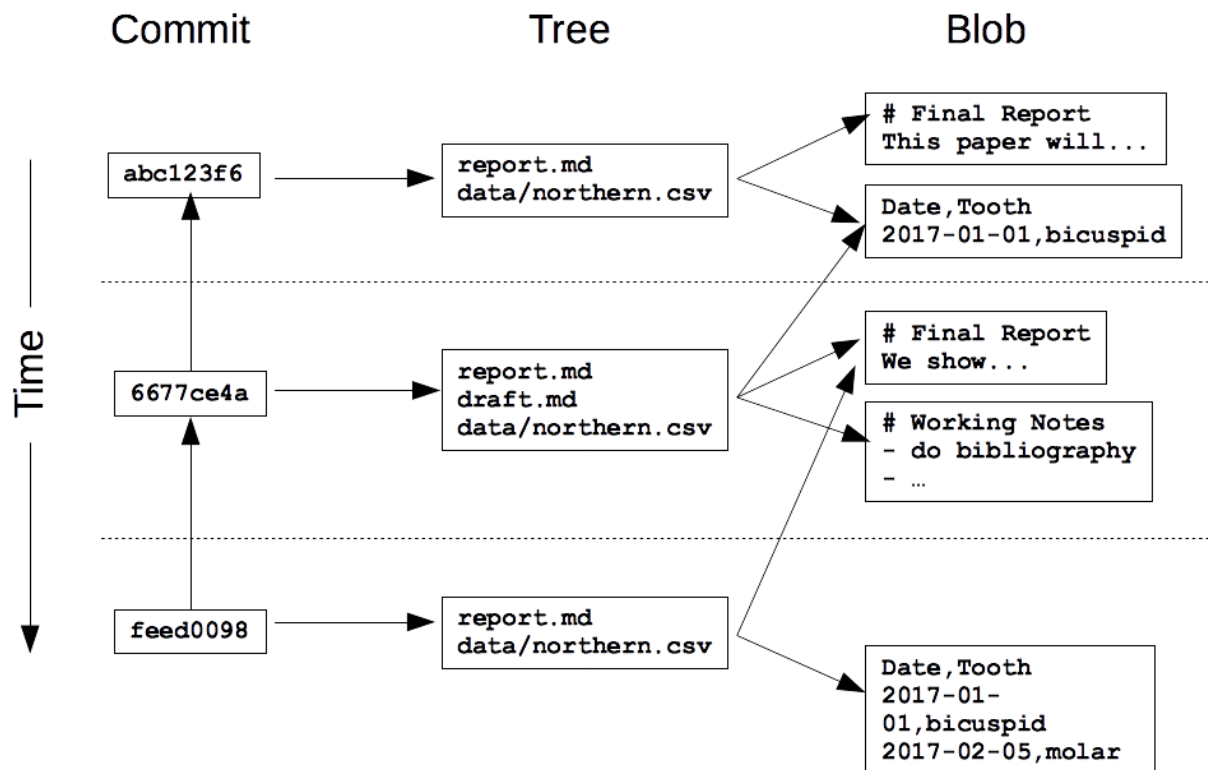 Commit
Tree
Blob
Time
abc123f6
report.md
data/northern.csv
# Final Report
This paper will...
Date,Tooth
2017-01-01,bicuspid
6677ce4a
report.md
draft.md
data/northern.csv
# Final Report
We show...
# Working Notes
- do bibliography
- …
feed0098
report.md
data/northern.csv
Date,Tooth
2017-01-
01,bicuspid
2017-02-05,molar